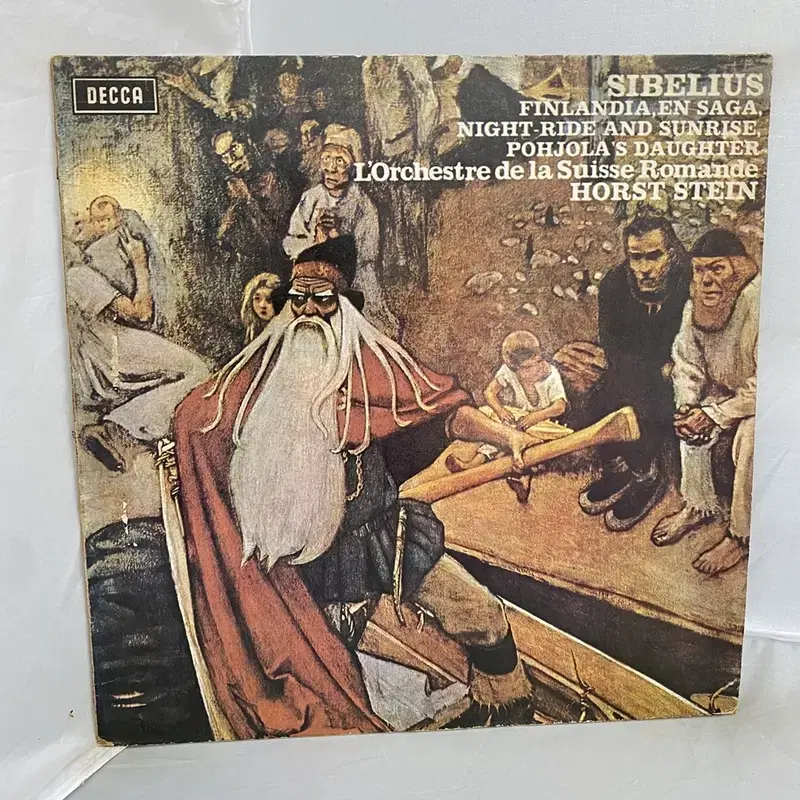 DECCA
SIBELIUS
FINLANDIA,EN SAGA,
NIGHT-RIDE AND SUNRISE,
POHJOLA'S DAUGHTER
L'Orchestre de la Suisse Romande
HORST STEIN